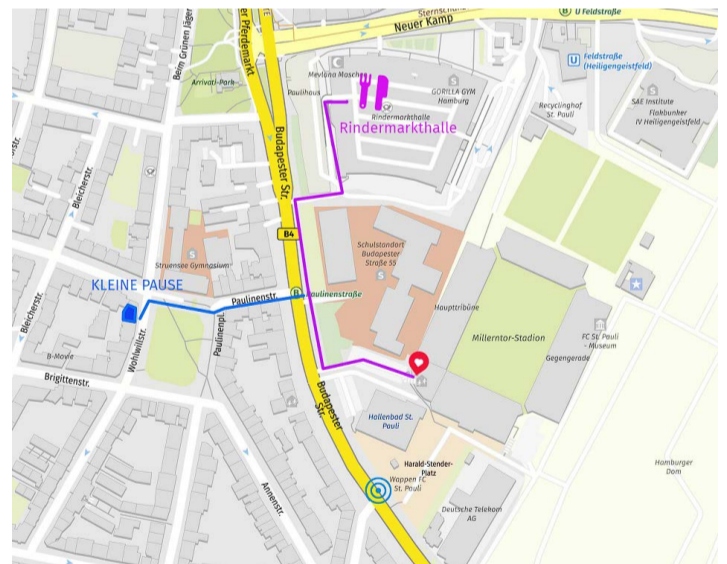 Sternschan
Neuer Kamp
B U Feldstraße
er Pferdemarkt
Beim Grünen Jäger
Arrivati-Park
Mevlana Moschee
Paulihaus
GORILLA GYM
Hamburg
S
U Feldstraße
(Heiligengeistfeld)
Rindermarkthalle
Rindermarkthalle
Recyclinghof
St. Pauli
S
SAE Institute
Flakbunker
IV Heiligengeistfeld
Budapester Str.
Bleicherstr.
B4
S
Struensee Gymnasium
Schulstandort
Budapester
Straße 55
S
KLEINE PAUSE
Paulinenstr.
B Paulinenstraße
Haupttribüne
Millerntor-Stadion
FC St. Pauli
- Museum
Gegengerade
Bleicherstr.
Wohlwillstr.
Paulinenpl.
B-Movie
Brigittenstr.
Budapester
Str.
Hallenbad St.
Pauli
Harald-Stender-
Platz
Wappen FC
St. Pauli
Hamburger
Dom
Annenstr.
Deutsche Telekom
AG